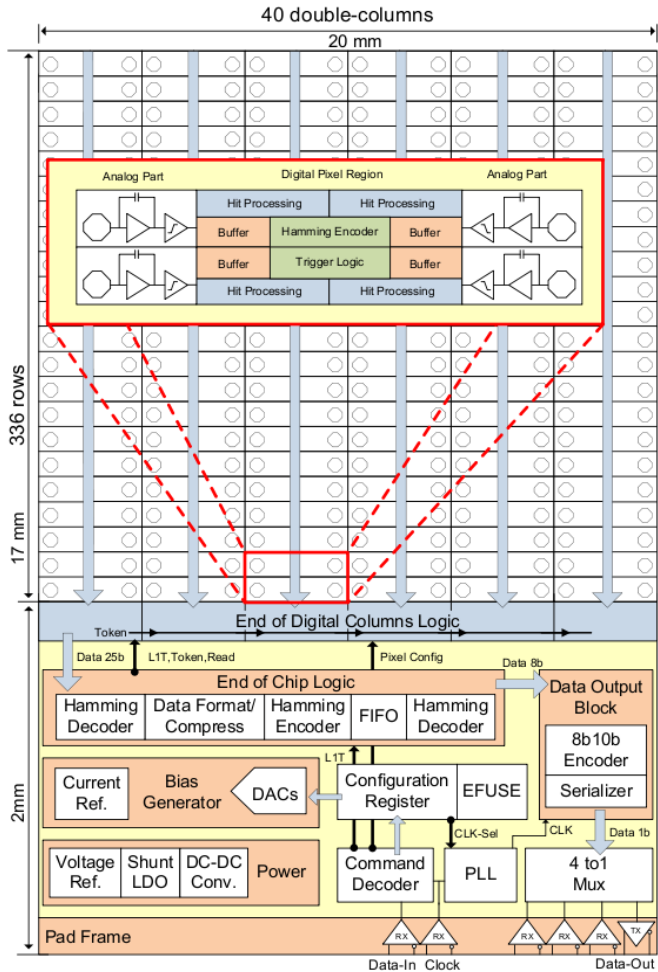 40 double-columns
20 mm
336 rows
17 mm
Analog Part
Digital Pixel Region
Analog Part
Hit Processing
Hit Processing
Buffer
Hamming Encoder
Buffer
Buffer
Trigger Logic
Buffer
Hit Processing
Hit Processing
End of Digital Columns Logic
Token
Data 25b
L1T,Token,Read
Pixel Config
Data 8b
2mm
End of Chip Logic
Hamming
Decoder
Data Format/
Compress
Hamming
Encoder
FIFO
Hamming
Decoder
Data Output
Block
8b10b
Encoder
Serializer
L1T
Current
Ref.
Bias
Generator
DACs
Configuration
Register
EFUSE
CLK-Sel
CLK
Data 1b
Voltage
Ref.
Shunt
LDO
DC-DC
Conv.
Power
Command
Decoder
PLL
4 to1
Mux
Pad Frame
RX
RX
RX
RX
RX
TX
Data-In
Clock
Data-Out